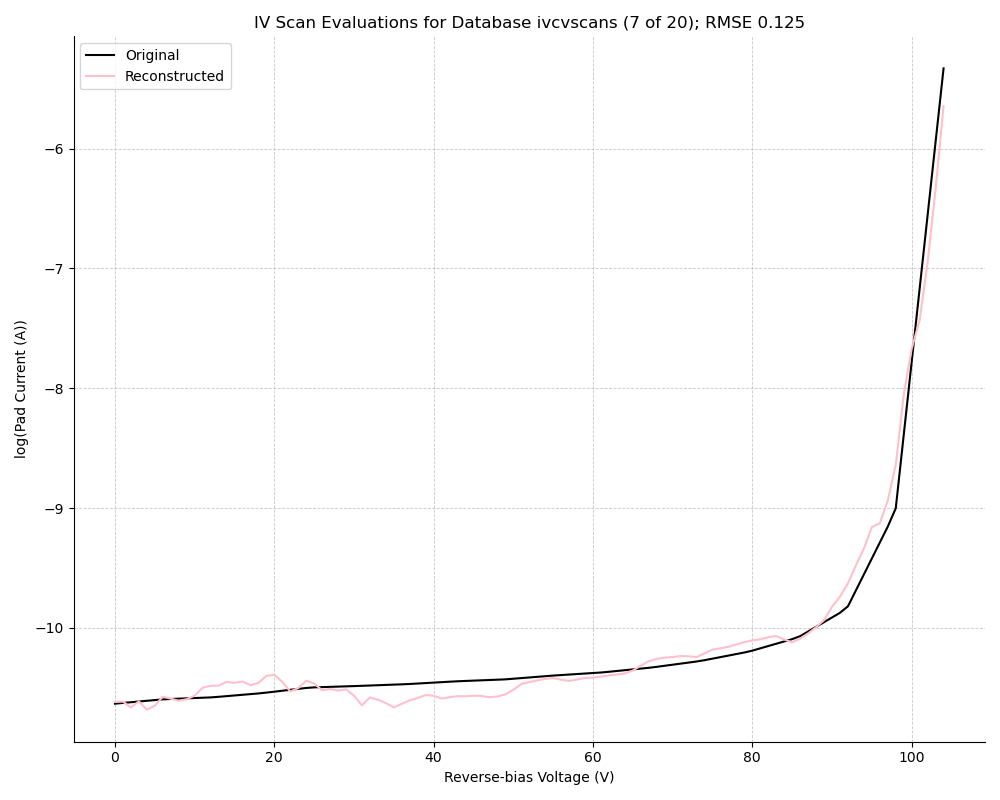 IV Scan Evaluations for Database ivcvscans (7 of 20); RMSE 0.125
Original
Reconstructed
−6
−7
−8
−9
−10
log(Pad Current (A))
0 20 40 60 80 100
Reverse-bias Voltage (V)